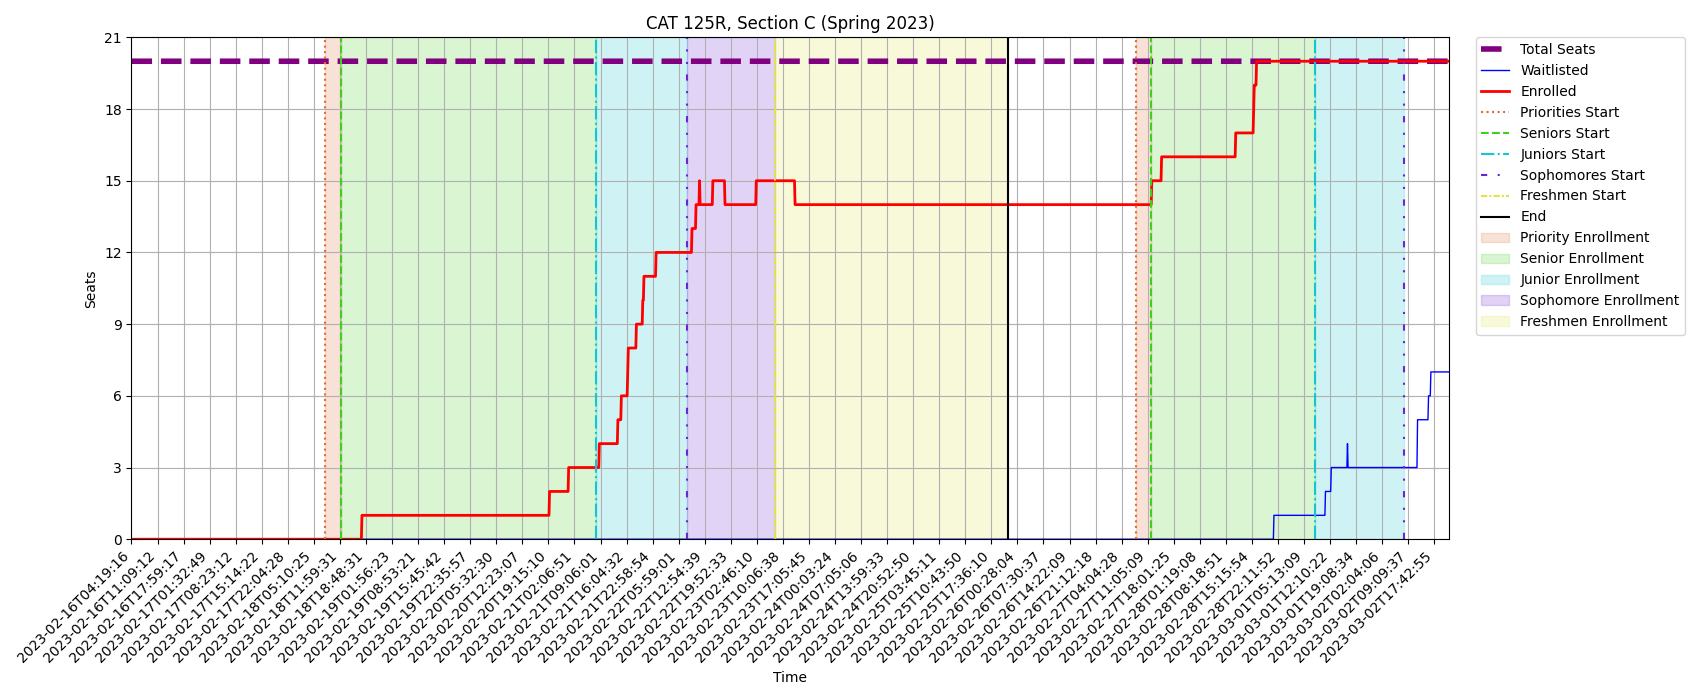 CAT 125R, Section C (Spring 2023)
Seats
21
18
15
12
9
6
3
0
2023-02-16T04:19:16
2023-02-16T11:09:12
2023-02-16T17:59:17
2023-02-17T01:32:49
2023-02-17T08:23:12
2023-02-17T15:14:22
2023-02-17T22:04:28
2023-02-18T05:10:25
2023-02-18T11:59:31
2023-02-18T18:48:31
2023-02-19T01:56:23
2023-02-19T08:53:21
2023-02-19T15:45:42
2023-02-19T22:35:57
2023-02-20T05:32:30
2023-02-20T12:23:07
2023-02-20T19:15:10
2023-02-21T02:06:51
2023-02-21T09:06:01
2023-02-21T16:04:32
2023-02-21T22:58:54
2023-02-22T05:59:01
2023-02-22T12:54:39
2023-02-22T19:52:33
2023-02-23T02:46:10
2023-02-23T10:06:38
2023-02-23T17:05:45
2023-02-24T00:03:24
2023-02-24T07:05:06
2023-02-24T13:59:33
2023-02-24T20:52:50
2023-02-25T03:45:11
2023-02-25T10:43:50
2023-02-25T17:36:10
2023-02-26T00:28:04
2023-02-26T07:30:37
2023-02-26T14:22:09
2023-02-26T21:12:18
2023-02-27T04:04:28
2023-02-27T11:05:09
2023-02-27T18:01:25
2023-02-28T01:19:08
2023-02-28T08:18:51
2023-02-28T15:15:54
2023-02-28T22:11:52
2023-03-01T05:13:09
2023-03-01T12:10:22
2023-03-01T19:08:34
2023-03-02T02:04:06
2023-03-02T09:09:37
2023-03-02T17:42:55
Time
Total Seats
Waitlisted
Enrolled
Priorities Start
Seniors Start
Juniors Start
Sophomores Start
Freshmen Start
End
Priority Enrollment
Senior Enrollment
Junior Enrollment
Sophomore Enrollment
Freshmen Enrollment